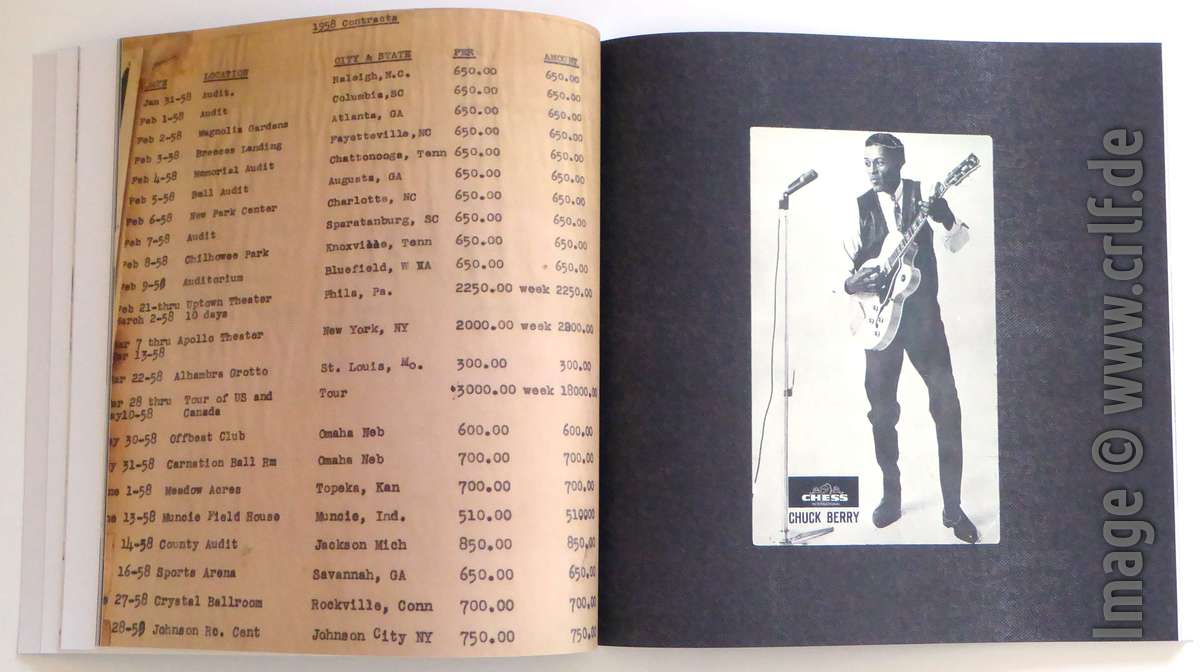 1958 Contracts
DATE LOCATION CITY & STATE PER AMOUNT
Jan 31-58 Audit. Raleigh,N.C. 650.00 650.00
Feb 1-58 Audit Columbia,SC 650.00 650.00
Feb 2-58 Magnolia Gardens Atlanta, GA 650.00 650.00
Feb 3-58 Breeces Landing Fayetteville,NC 650.00 650.00
Feb 4-58 Memorial Audit Chattonooga, Tenn 650.00 650.00
Feb 5-58 Bell Audit Augusta, GA 650.00 650.00
Feb 6-58 New Park Center Charlotte, NC 650.00 650.00
Feb 7-58 Audit Sparatanburg, SC 650.00 650.00
Feb 8-58 Chilhowee Park Knoxville, Tenn 650.00 650.00
Feb 9-58 Auditorium Bluefield, W VA 650.00 650.00
Feb 21-thru Uptown Theater Phila, Pa. 2250.00 week 2250.00
March 2-58 10 days
Mar 7 thru Apollo Theater New York, NY 2000.00 week
Mar 13-58
Mar 22-58 Alhambra Grotto St. Louis, Mo. 300.00 300.00
Mar 28 thru Tour of US and Tour 3000.00 week 18000.00
ay10-58 Canada
y 30-58 Offbeat Club Omaha Neb 600.00 600.00
y 31-58 Carnation Ball Rm Omaha Neb 700.00 700.00
ne 1-58 Meadow Acres Topeka, Kan 700.00 700.00
ne 13-58 Muncie Field House Muncie, Ind. 510.00 510000
14-58 County Audit Jackson Mich 850.00 850.00
16-58 Sports Arena Savannah, GA 650.00 650.00
e 27-58 Crystal Ballroom Rockville, Conn 700.00 700.00
28-58 Johnson Rc. Cent Johnson City NY 750.00 750.00
CHESS
INTERNATIONAL
CHUCK BERRY
Image © www.crlf.de